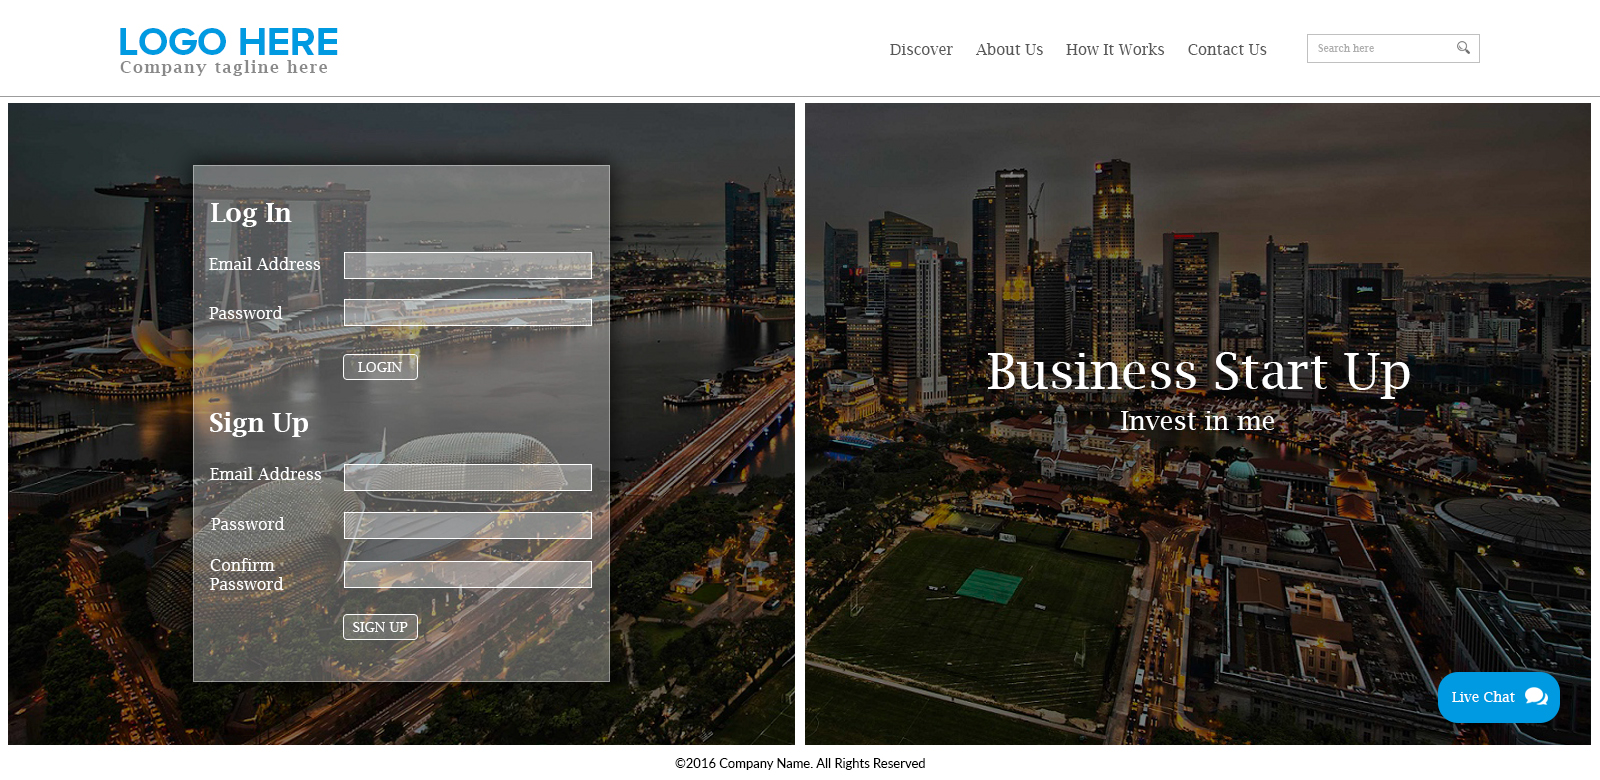 LOGO HERE
Company tagline here
Discover About Us How It Works Contact Us
Search here
Log In
Email Address
Password
LOGIN
Sign Up
Email Address
Password
Confirm
Password
SIGN UP
Business Start Up
Invest in me
Live Chat
©2016 Company Name. All Rights Reserved